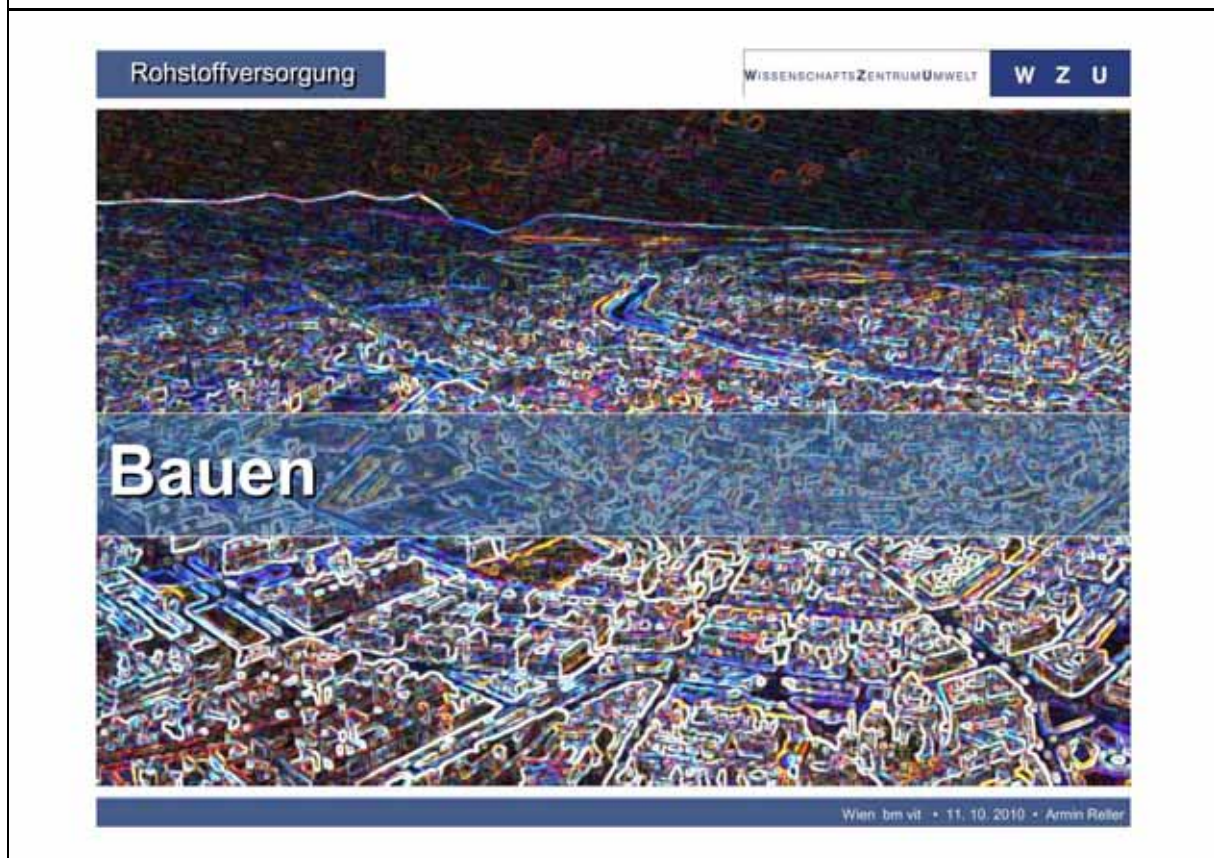 Rohstoffversorgung
WISSENSCHAFTSZENTRUMUMWELT
W Z U
Bauen
Wien bm vit • 11. 10. 2010 • Armin Reller